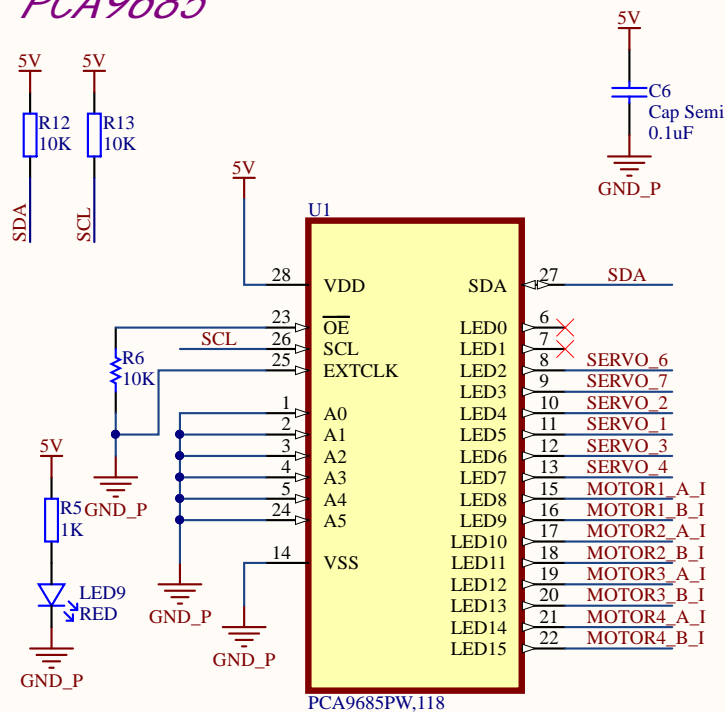 PCA9685
5V
5V
R12
10K
R13
10K
SDA
SCL
5V
C6
Cap Semi
0.1uF
GND_P
5V
U1
28
VDD
SDA
27
SDA
23
OE
LED0
6
SCL
26
SCL
LED1
7
25
EXTCLK
LED2
8
SERVO_6
R6
10K
LED3
9
SERVO_7
1
A0
LED4
10
SERVO_2
2
A1
LED5
11
SERVO_1
3
A2
LED6
12
SERVO_3
4
A3
LED7
13
SERVO_4
5
A4
LED8
15
MOTOR1_A_I
24
A5
LED9
16
MOTOR1_B_I
LED10
17
MOTOR2_A_I
14
VSS
LED11
18
MOTOR2_B_I
LED12
19
MOTOR3_A_I
LED13
20
MOTOR3_B_I
LED14
21
MOTOR4_A_I
LED15
22
MOTOR4_B_I
GND_P
5V
R5
1K
LED9
RED
GND_P
GND_P
GND_P
PCA9685PW,118